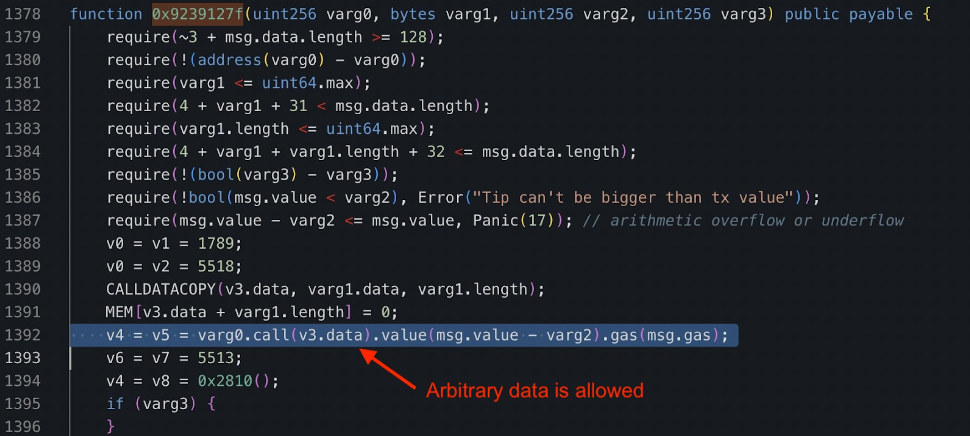 1378 function 0x9239127f(uint256 varg0, bytes varg1, uint256 varg2, uint256 varg3) public payable {
1379 require(~3 + msg.data.length >= 128);
1380 require(!(address(varg0) - varg0));
1381 require(varg1 <= uint64.max);
1382 require(4 + varg1 + 31 < msg.data.length);
1383 require(varg1.length <= uint64.max);
1384 require(4 + varg1 + varg1.length + 32 <= msg.data.length);
1385 require(!(bool(varg3) - varg3));
1386 require(!bool(msg.value < varg2), Error("Tip can't be bigger than tx value"));
1387 require(msg.value - varg2 <= msg.value, Panic(17)); // arithmetic overflow or underflow
1388 v0 = v1 = 1789;
1389 v0 = v2 = 5518;
1390 CALLDATACOPY(v3.data, varg1.data, varg1.length);
1391 MEM[v3.data + varg1.length] = 0;
1392 v4 = v5 = varg0.call(v3.data).value(msg.value - varg2).gas(msg.gas);
1393 v6 = v7 = 5513;
1394 v4 = v8 = 0x2810();
Arbitrary data is allowed
1395 if (varg3) {
1396 }